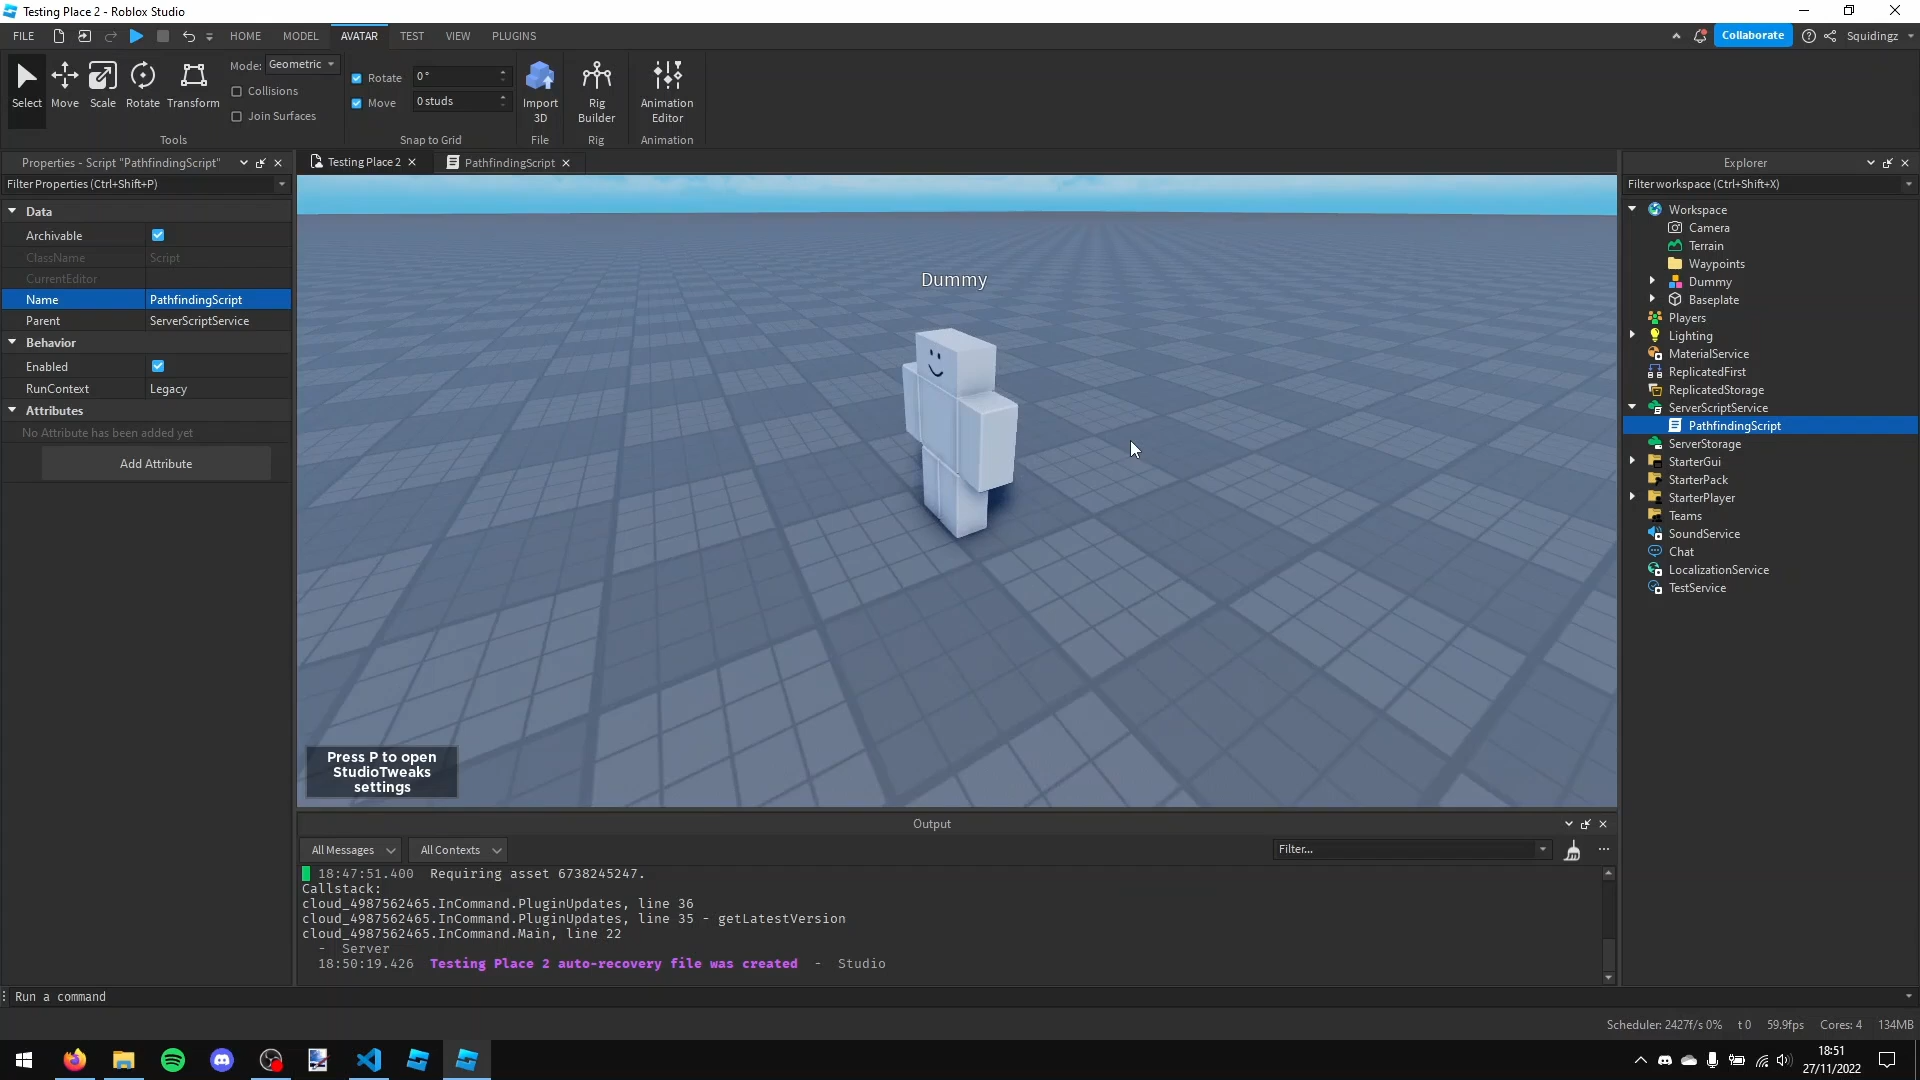 Testing Place 2 - Roblox Studio
FILE
HOME
MODEL
AVATAR
TEST
VIEW
PLUGINS
Collaborate
Squidingz
Select
Move
Scale
Rotate
Transform
Mode:
Geometric
Collisions
Join Surfaces
Tools
Rotate
0 °
Move
0 studs
Snap to Grid
Import
3D
File
Rig
Builder
Rig
Animation
Editor
Animation
Properties - Script "PathfindingScript"
Filter Properties (Ctrl+Shift+P)
Data
Archivable
ClassName
Script
CurrentEditor
Name
PathfindingScript
Parent
ServerScriptService
Behavior
Enabled
RunContext
Legacy
Attributes
No Attribute has been added yet
Add Attribute
Testing Place 2
PathfindingScript
Dummy
Press P to open
StudioTweaks
settings
Explorer
Filter workspace (Ctrl+Shift+X)
Workspace
Camera
Terrain
Waypoints
Dummy
Baseplate
Players
Lighting
MaterialService
ReplicatedFirst
ReplicatedStorage
ServerScriptService
PathfindingScript
ServerStorage
StarterGui
StarterPack
StarterPlayer
Teams
SoundService
Chat
LocalizationService
TestService
Output
All Messages
All Contexts
Filter...
18:47:51.400 Requiring asset 6738245247.
Callstack:
cloud_4987562465.InCommand.PluginUpdates, line 36
cloud_4987562465.InCommand.PluginUpdates, line 35 - getLatestVersion
cloud_4987562465.InCommand.Main, line 22
- Server
18:50:19.426 Testing Place 2 auto-recovery file was created - Studio
Run a command
Scheduler: 2427f/s 0%
t 0
59.9fps
Cores: 4
134MB
18:51
27/11/2022